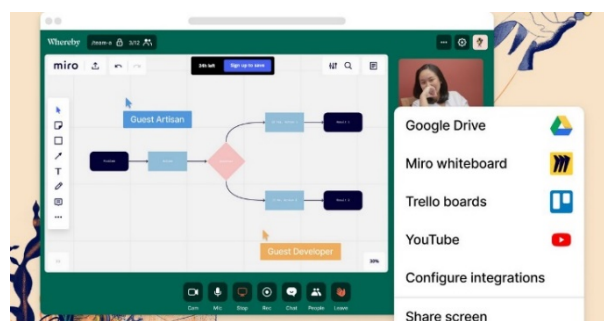 Whereby /team-a 3/12
miro
24h left Sign up to save
Guest Artisan
T
Guest Developer
30%
Cam Mic Stop Rec Chat People Leave
Google Drive
Miro whiteboard
Trello boards
YouTube
Configure integrations
Share screen